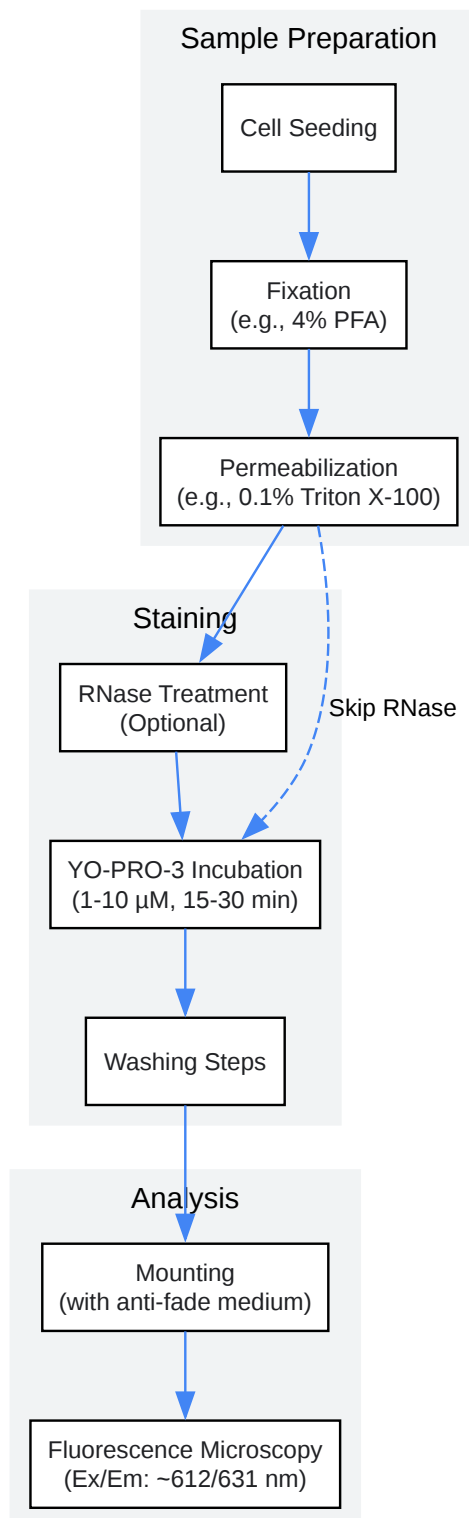 Sample Preparation
Cell Seeding
Fixation
(e.g., 4% PFA)
Permeabilization
(e.g., 0.1% Triton X-100)
Staining
RNase Treatment
(Optional)
Skip RNase
YO-PRO-3 Incubation
(1-10 µM, 15-30 min)
Washing Steps
Analysis
Mounting
(with anti-fade medium)
Fluorescence Microscopy
(Ex/Em: ~612/631 nm)